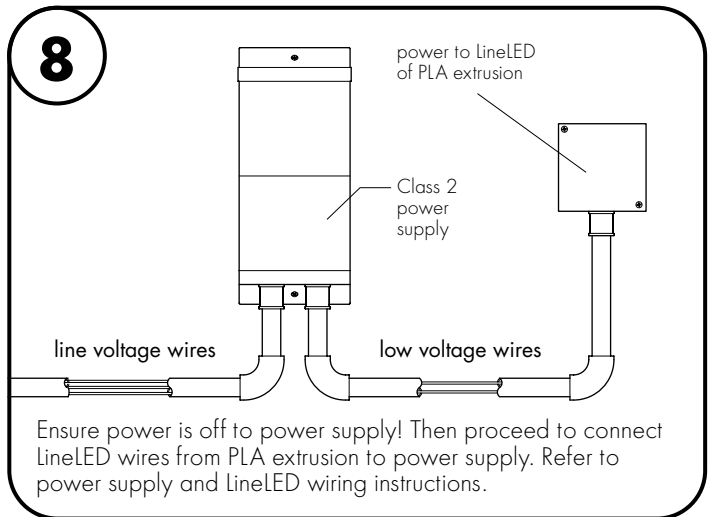 8
power to LineLED
of PLA extrusion
Class 2
power
supply
line voltage wires
low voltage wires
Ensure power is off to power supply! Then proceed to connect
LineLED wires from PLA extrusion to power supply. Refer to
power supply and LineLED wiring instructions.